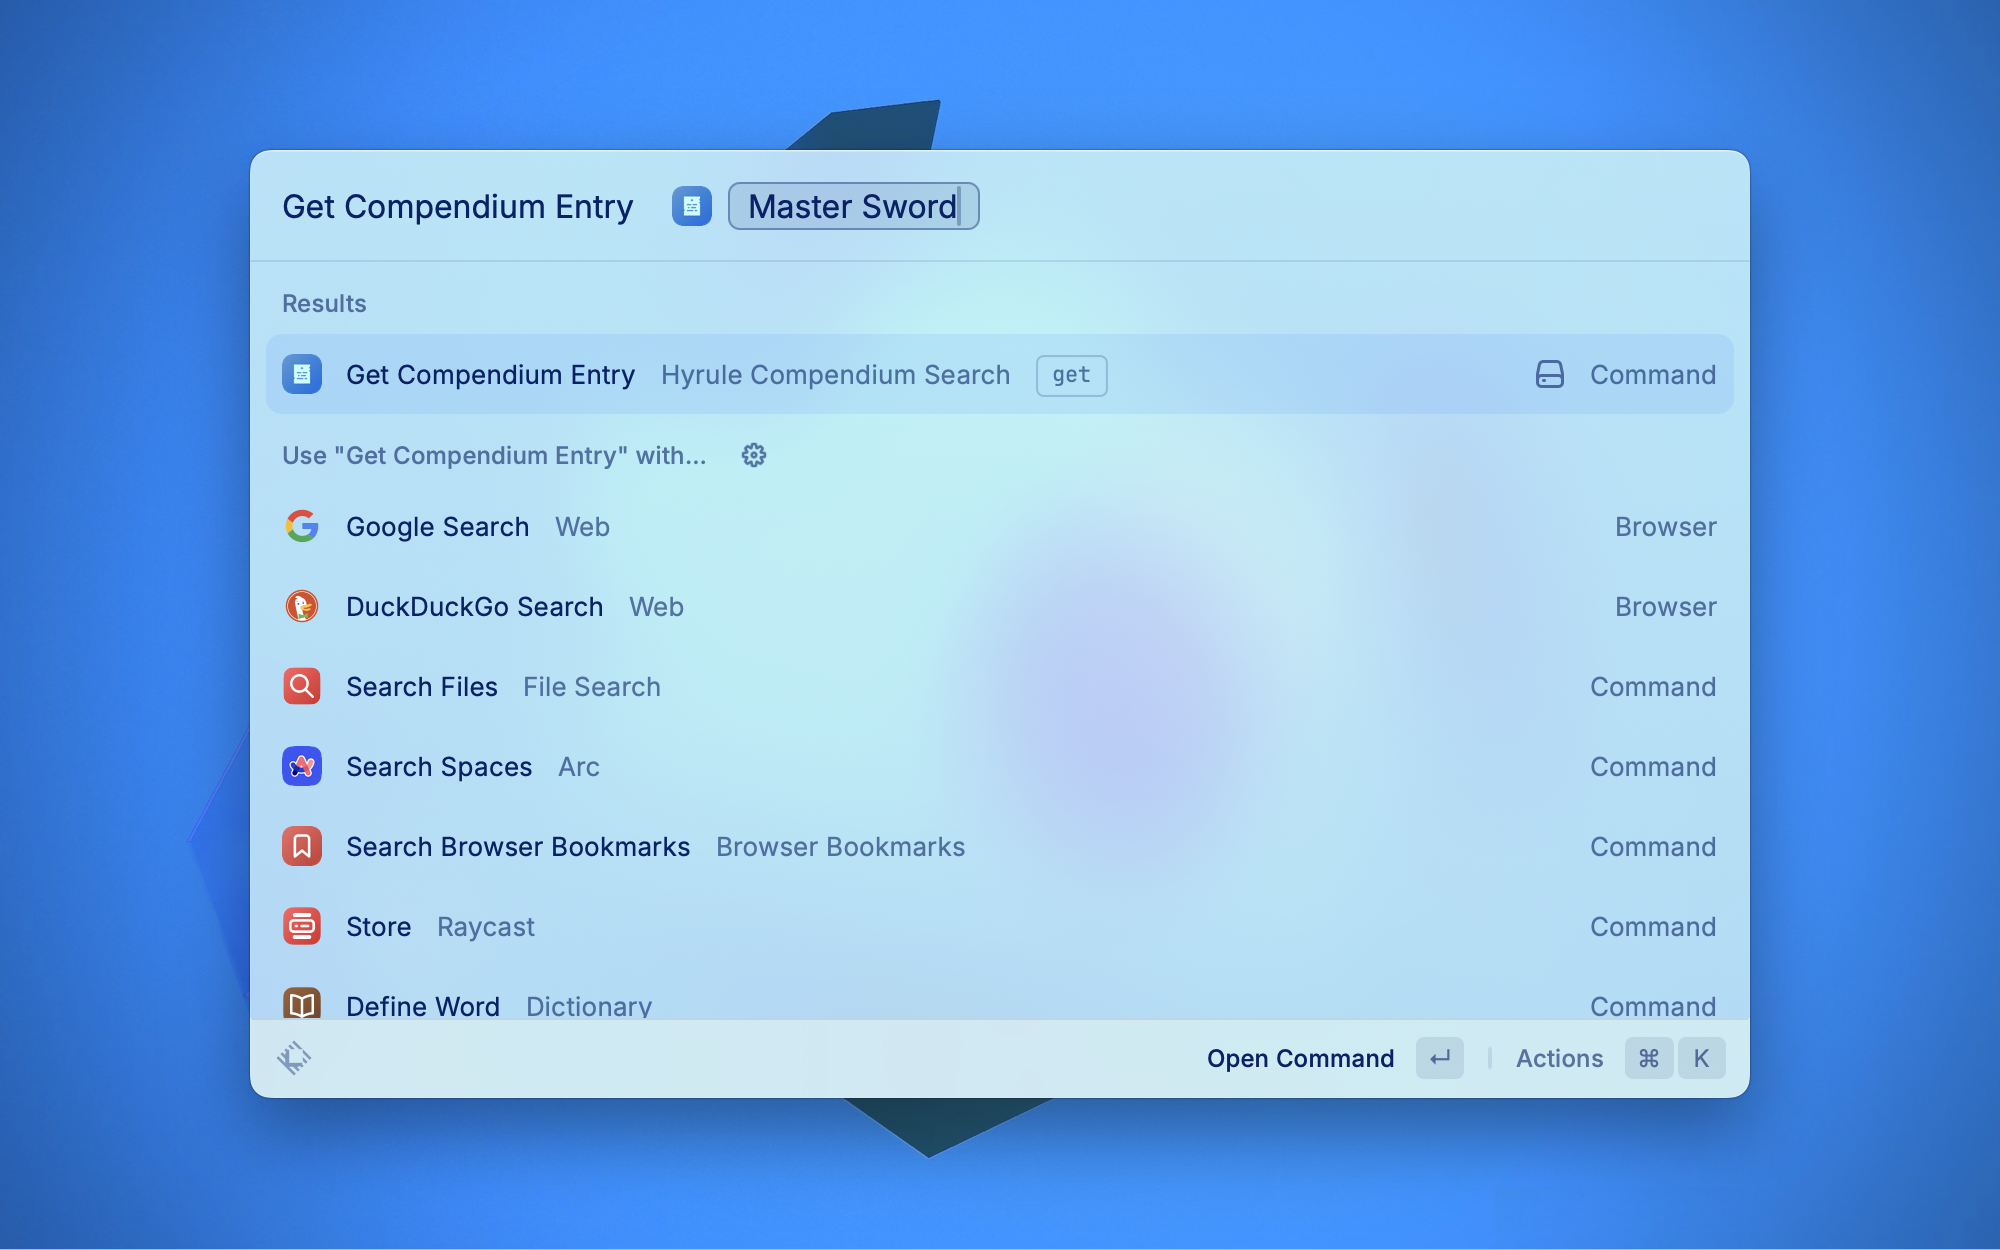 Get Compendium Entry Master Sword
Results
Get Compendium Entry Hyrule Compendium Search get Command
Use "Get Compendium Entry" with...
Google Search Web Browser
DuckDuckGo Search Web Browser
Search Files File Search Command
Search Spaces Arc Command
Search Browser Bookmarks Browser Bookmarks Command
Store Raycast Command
Define Word Dictionary Command
Open Command ↵ Actions ⌘ K